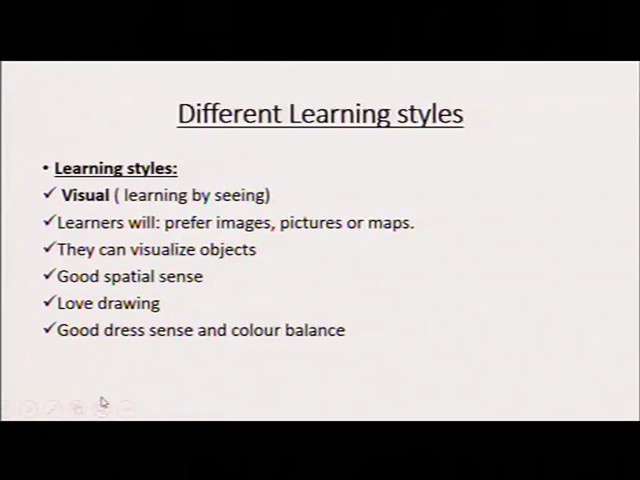 Different Learning styles
• Learning styles:
✓ Visual ( learning by seeing)
✓Learners will: prefer images, pictures or maps.
✓They can visualize objects
✓Good spatial sense
✓Love drawing
✓Good dress sense and colour balance